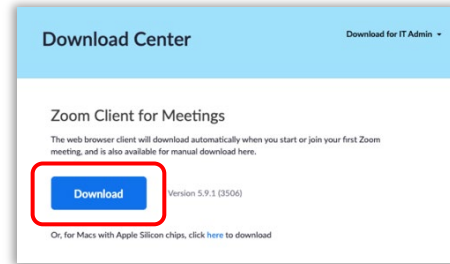 Download Center
Download for IT Admin
Zoom Client for Meetings
The web browser client will download automatically when you start or join your first Zoom
meeting, and is also available for manual download here.
Download
Version 5.9.1 (3506)
Or, for Macs with Apple Silicon chips, click here to download